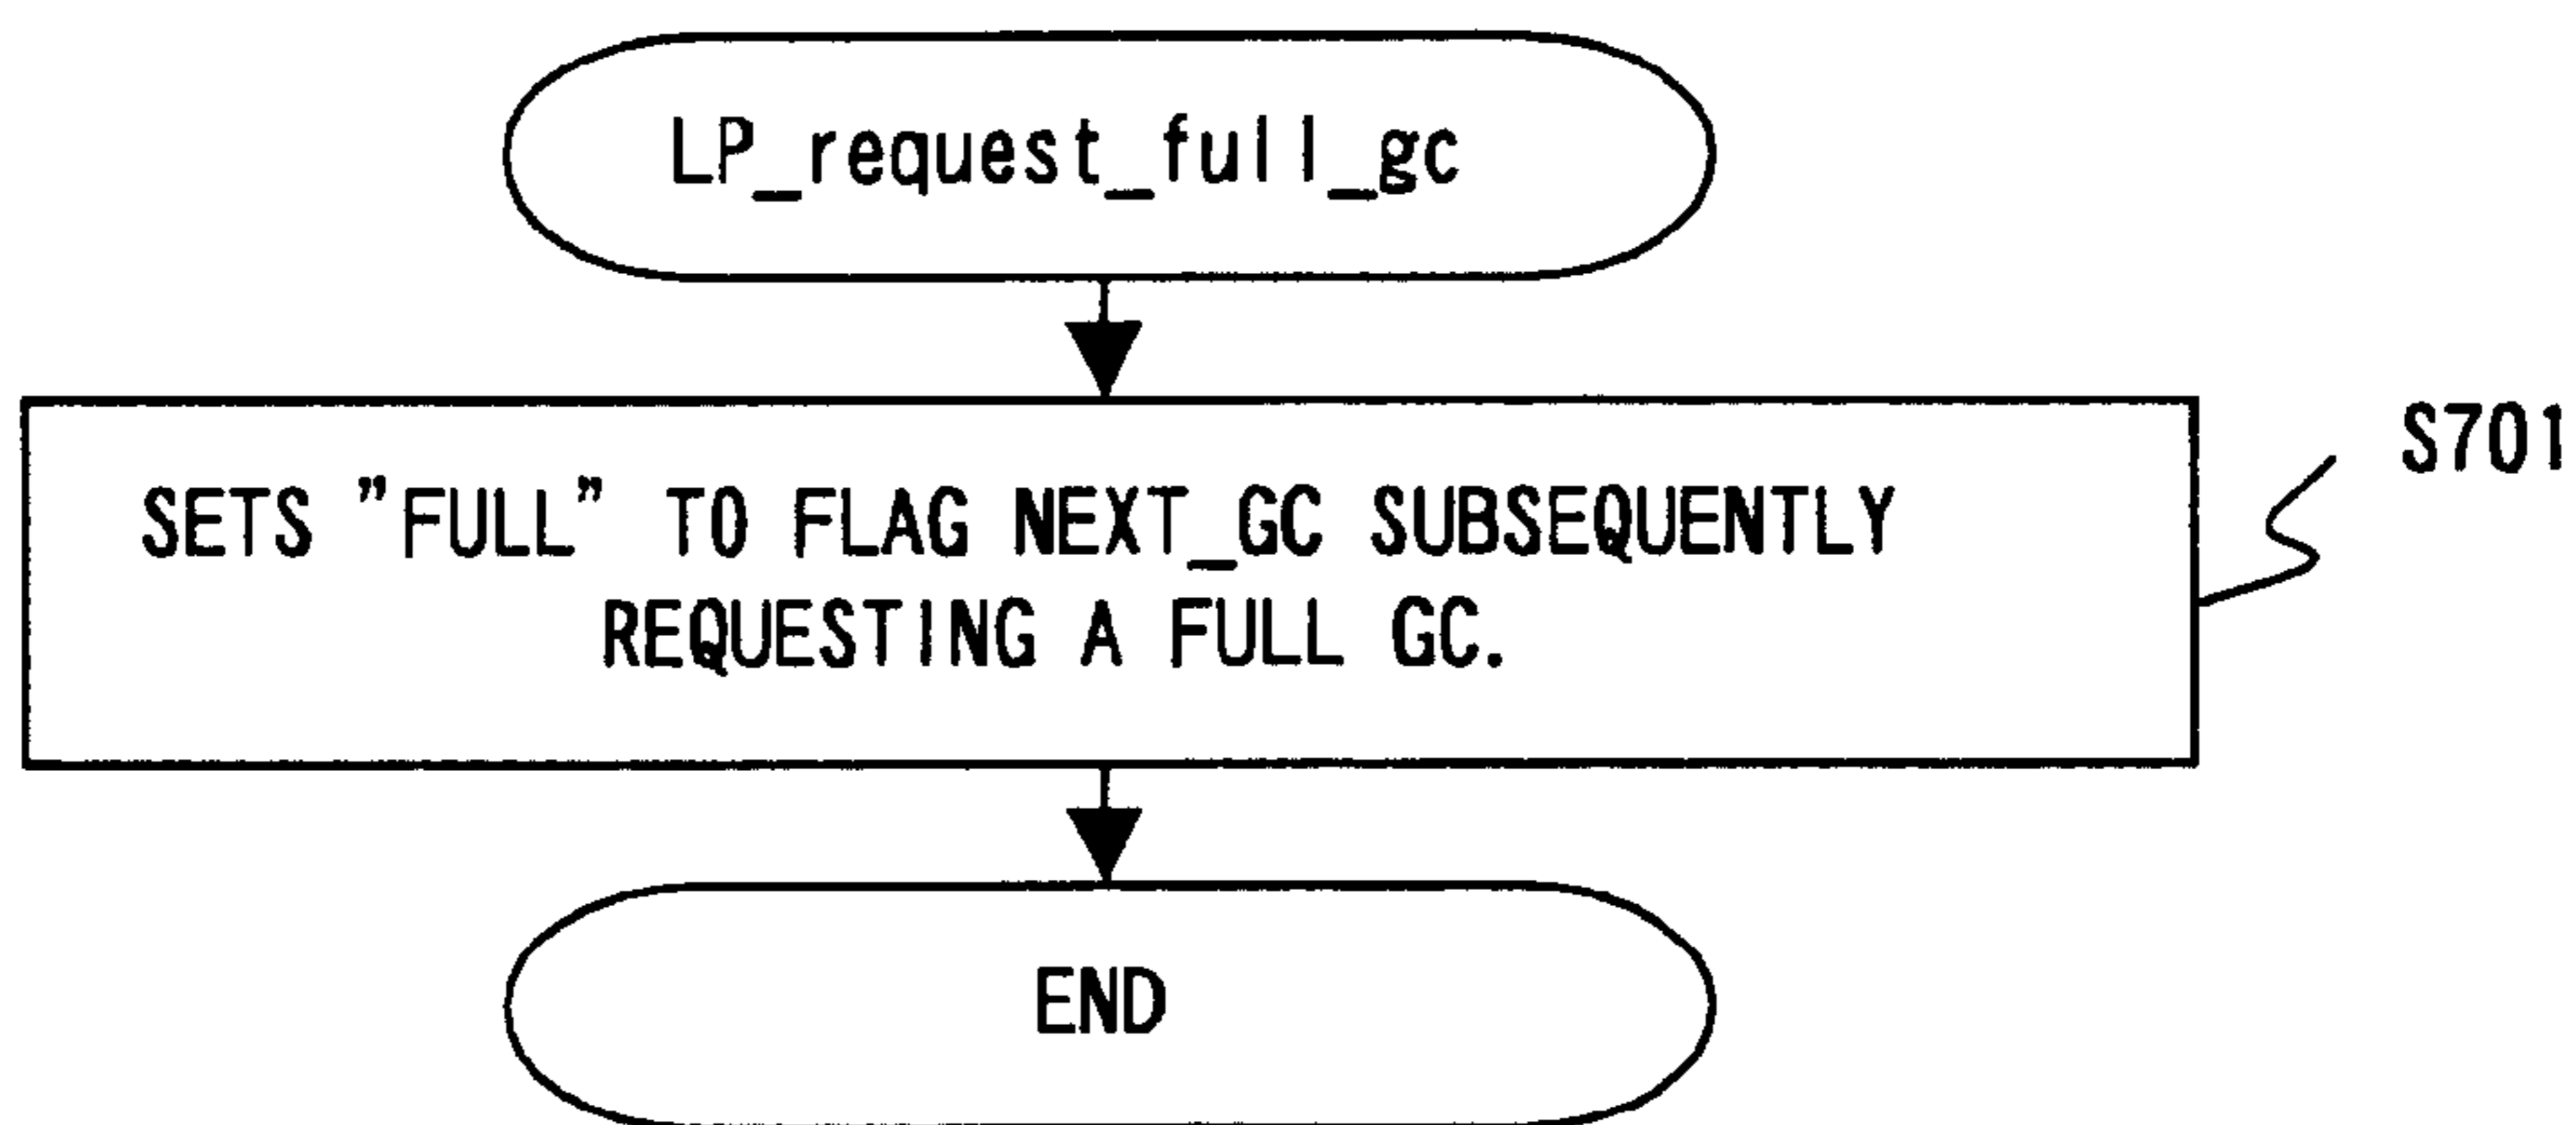 LP_request_full_gc
S701
SETS ”FULL” TO FLAG NEXT_GC SUBSEQUENTLY
REQUESTING A FULL GC.
END